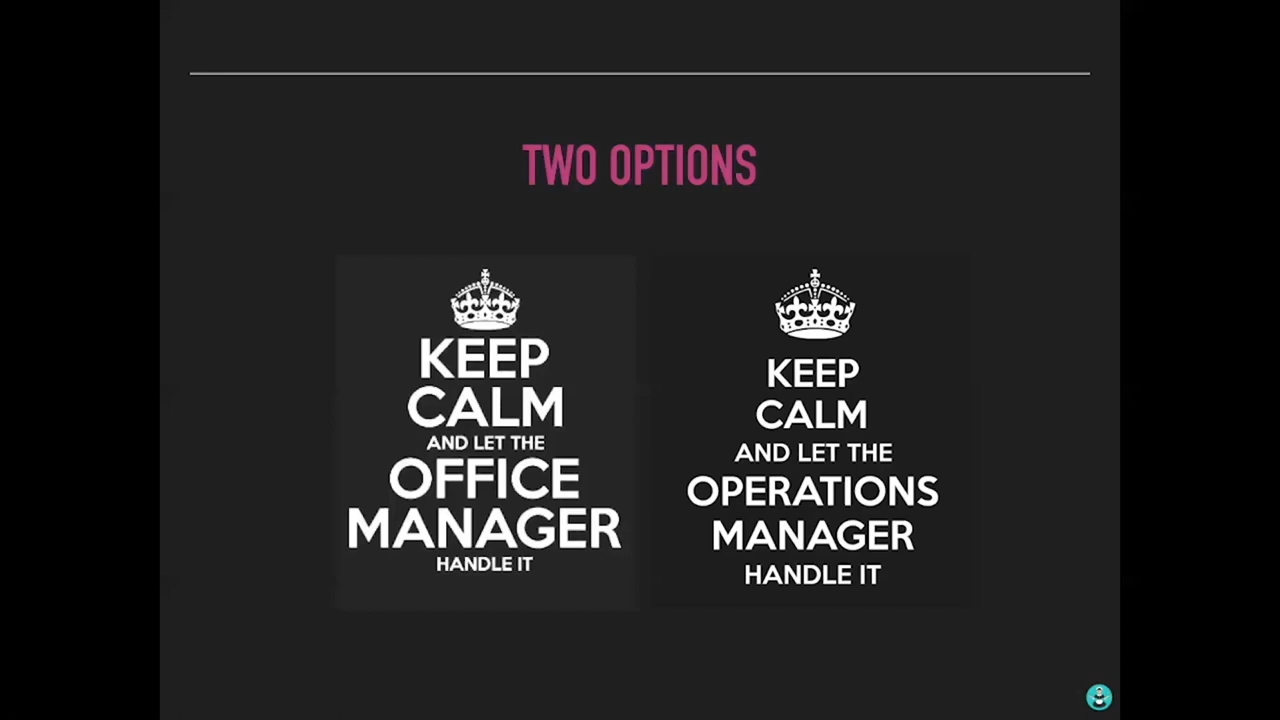 TWO OPTIONS
KEEP
CALM
AND LET THE
OFFICE
MANAGER
HANDLE IT
KEEP
CALM
AND LET THE
OPERATIONS
MANAGER
HANDLE IT